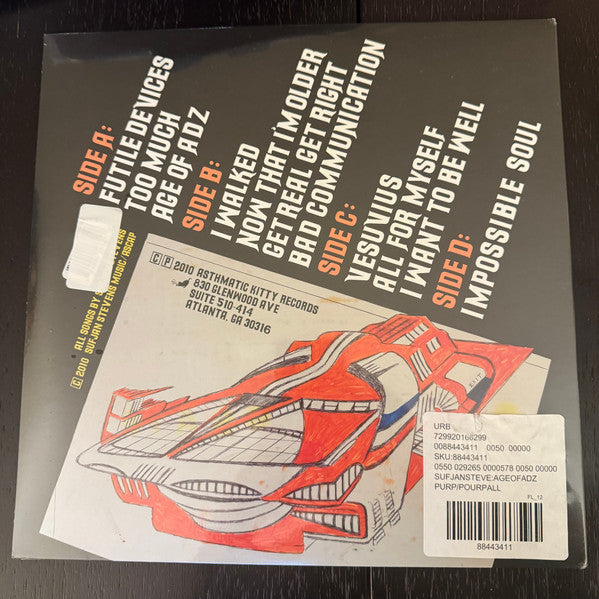 SIDE A:
FUTILE DEVICES
TOO MUCH
AGE OF ADZ
SIDE B:
I WALKED
NOW THAT I'M OLDER
GET REAL GET RIGHT
BAD COMMUNICATION
SIDE C:
VESUVIUS
ALL FOR MYSELF
I WANT TO BE WELL
SIDE D:
IMPOSSIBLE SOUL
ALL SONGS BY
© 2010 SUFJAN STEVENS MUSIC/ASCAP
© ℗ 2010 ASTHMATIC KITTY RECORDS
830 GLENWOOD AVE
SUITE 510-414
ATLANTA, GA 30316
EXIT
URB
729920166299
0088443411 0050 00000
SKU:88443411
0550 029265 0000578 0050 00000
SUFJANSTEVE:AGEOFADZ
PURP/POURPALL
FL_12
88443411